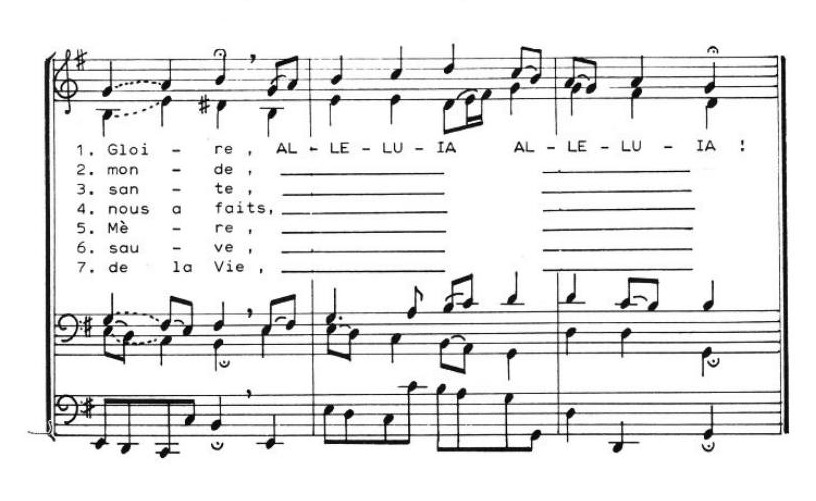 1. Gloi - re , AL - LE - LU - IA AL - LE - LU - IA !
2. mon - de ,
3. san - te ,
4. nous a faits,
5. Mè - re ,
6. sau - ve ,
7. de la Vie ,